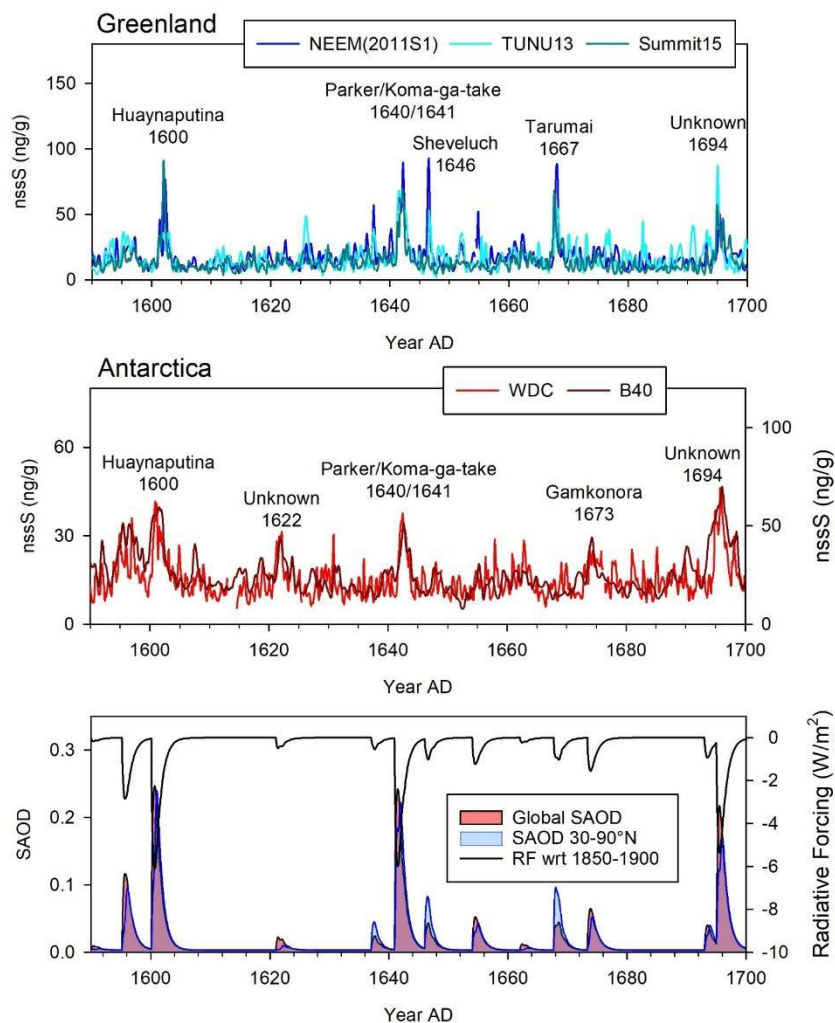 Greenland
NEEM(2011S1) TUNU13 Summit15
150
100
50
0
nssS (ng/g)
Huaynaputina
1600
Parker/Koma-ga-take
1640/1641
Sheveluch
1646
Tarumai
1667
Unknown
1694
1600 1620 1640 1660 1680 1700
Year AD
Antarctica
WDC B40
60
30
0
nssS (ng/g)
100
50
0
nssS (ng/g)
Huaynaputina
1600
Unknown
1622
Parker/Koma-ga-take
1640/1641
Gamkonora
1673
Unknown
1694
1600 1620 1640 1660 1680 1700
Year AD
0.3
0.2
0.1
0.0
SAOD
0
-2
-4
-6
-8
-10
Radiative Forcing (W/m²)
Global SAOD
SAOD 30-90°N
RF wrt 1850-1900
1600 1620 1640 1660 1680 1700
Year AD